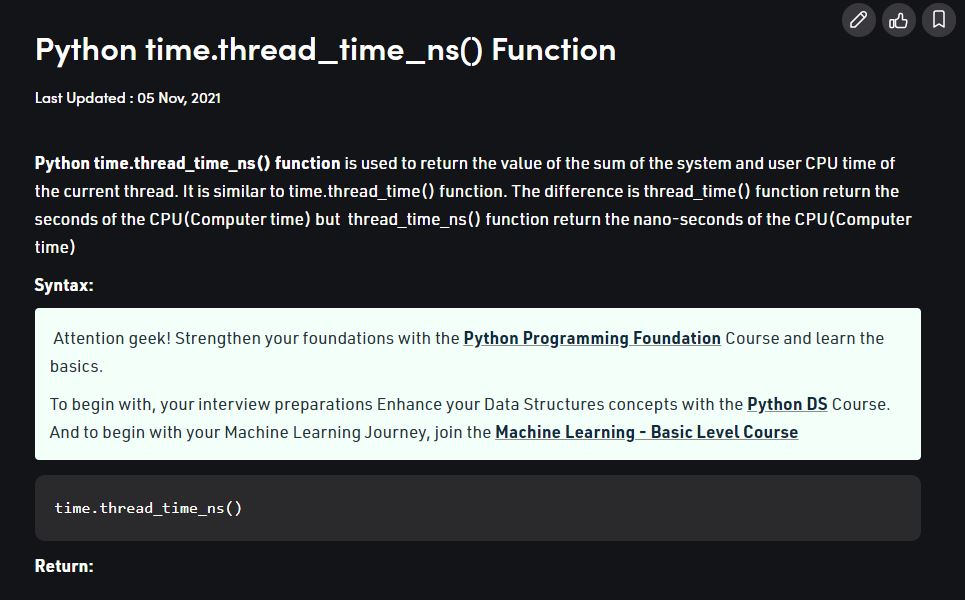 Python time.thread_time_ns() Function
Last Updated : 05 Nov, 2021
Python time.thread_time_ns() function is used to return the value of the sum of the system and user CPU time of
the current thread. It is similar to time.thread_time() function. The difference is thread_time() function return the
seconds of the CPU(Computer time) but  thread_time_ns() function return the nano-seconds of the CPU(Computer
time)
Syntax:
Attention geek! Strengthen your foundations with the Python Programming Foundation Course and learn the
basics.
To begin with, your interview preparations Enhance your Data Structures concepts with the Python DS Course.
And to begin with your Machine Learning Journey, join the Machine Learning - Basic Level Course
time.thread_time_ns()
Return: